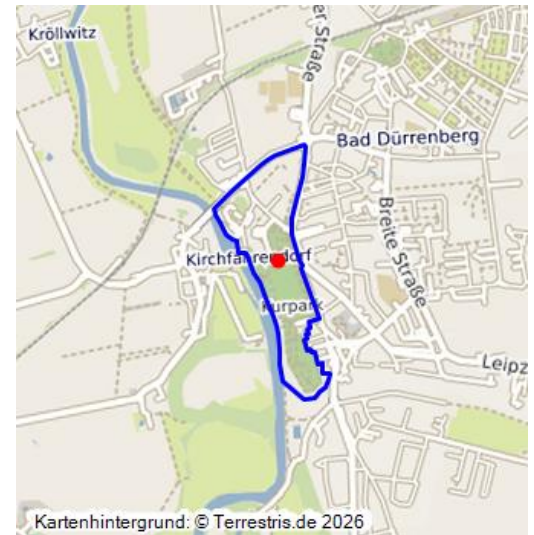 Kröllwitz
er Straße
Bad Dürrenberg
Breite Straße
Kirchfährendorf
Kurpark
Leipz
Kartenhintergrund: © Terrestris.de 2026